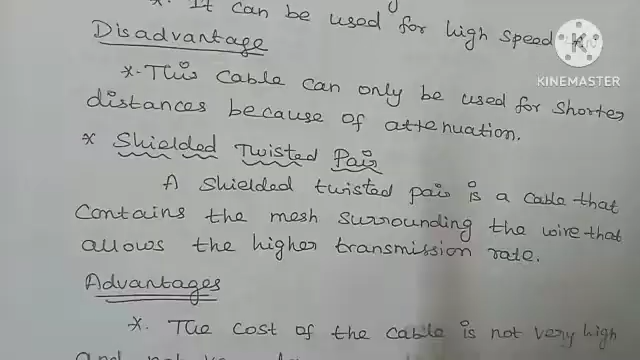 *. It can be used for high speed
Disadvantage
*. This cable can only be used for shorter
distances because of attenuation.
* Shielded Twisted Pair
A shielded twisted pair is a cable that
contains the mesh surrounding the wire that
allows the higher transmission rate.
Advantages
*. The cost of the cable is not very high
and not
KINEMASTER